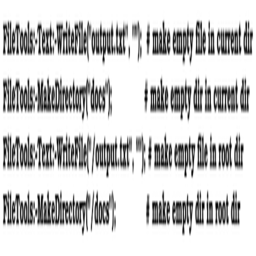 FileTools:-Text:-WriteFile("output.txt", ""); # make empty file in current dir
FileTools:-MakeDirectory("docs"); # make empty dir in current dir
FileTools:-Text:-WriteFile("/output.txt", ""); # make empty file in root dir
FileTools:-MakeDirectory("/docs"); # make empty dir in root dir